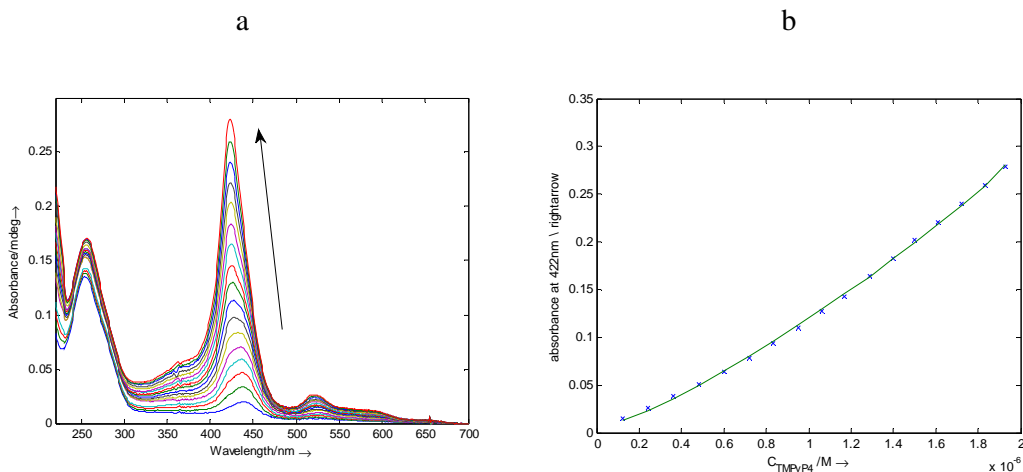 a
b
Absorbance/mdeg→
0.25
0.2
0.15
0.1
0.05
0
250 300 350 400 450 500 550 600 650 700
Wavelength/nm →
absorbance at 422nm \ rightarrow
0.35
0.3
0.25
0.2
0.15
0.1
0.05
0
0 0.2 0.4 0.6 0.8 1 1.2 1.4 1.6 1.8 2
x 10⁻⁶
C_TMPyP4 /M →